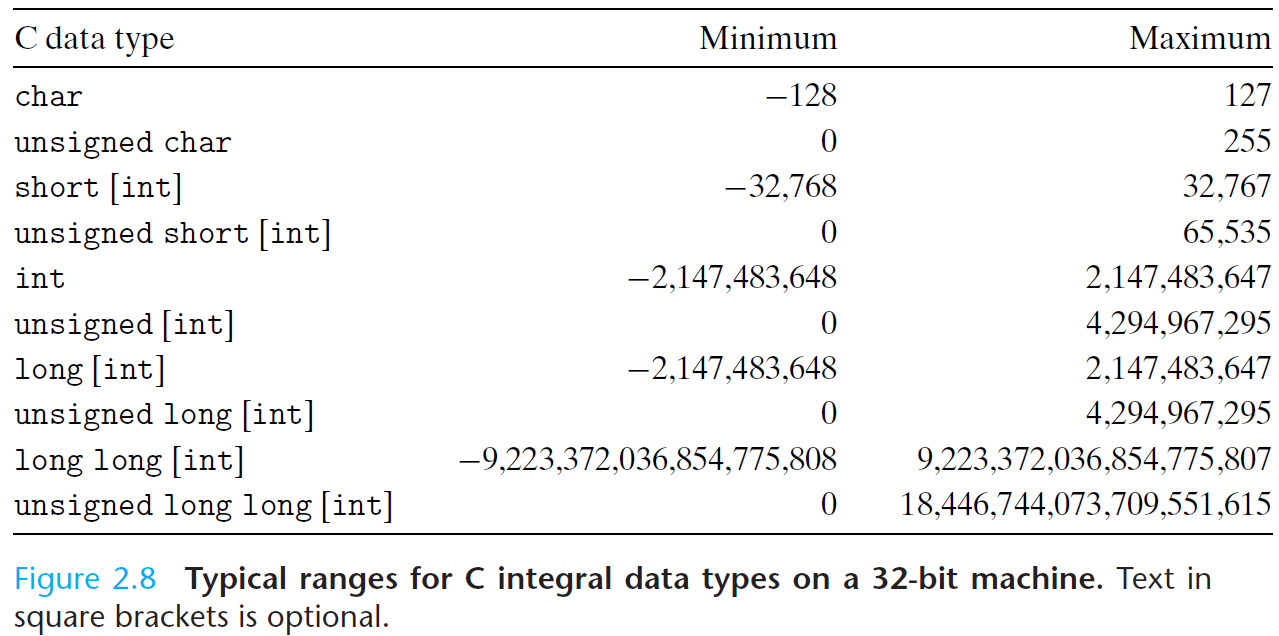 C data type Minimum Maximum
char −128 127
unsigned char 0 255
short [int] −32,768 32,767
unsigned short [int] 0 65,535
int −2,147,483,648 2,147,483,647
unsigned [int] 0 4,294,967,295
long [int] −2,147,483,648 2,147,483,647
unsigned long [int] 0 4,294,967,295
long long [int] −9,223,372,036,854,775,808 9,223,372,036,854,775,807
unsigned long long [int] 0 18,446,744,073,709,551,615
Figure 2.8 Typical ranges for C integral data types on a 32-bit machine. Text in
square brackets is optional.